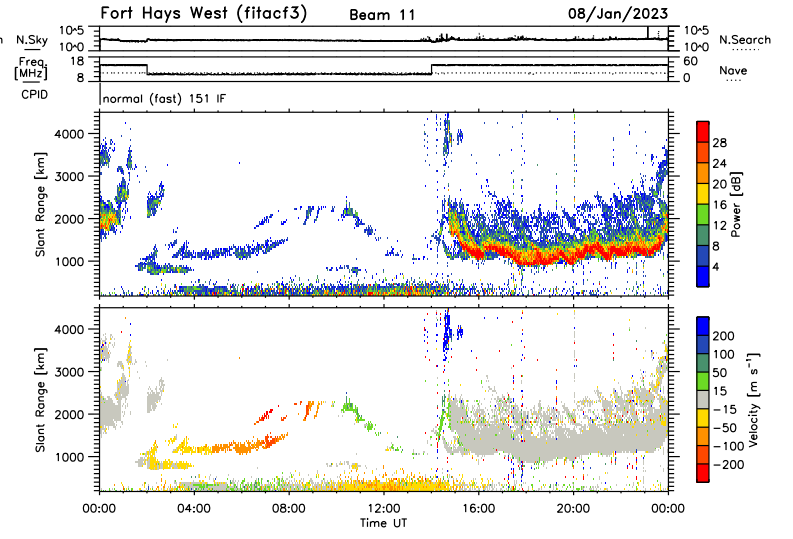 Fort Hays West (fitacf3) Beam 11 08/Jan/2023
N.Sky 10^5 10^0 10^5 10^0 N.Search
Freq. [MHz] 18 8 60 0 Nave
CPID normal (fast) 151 IF
Slant Range [km] 4000 3000 2000 1000
28 24 20 16 12 8 4 Power [dB]
Slant Range [km] 4000 3000 2000 1000
200 100 50 15 −15 −50 −100 −200 Velocity [m s⁻¹]
00:00 04:00 08:00 12:00 16:00 20:00 00:00
Time UT